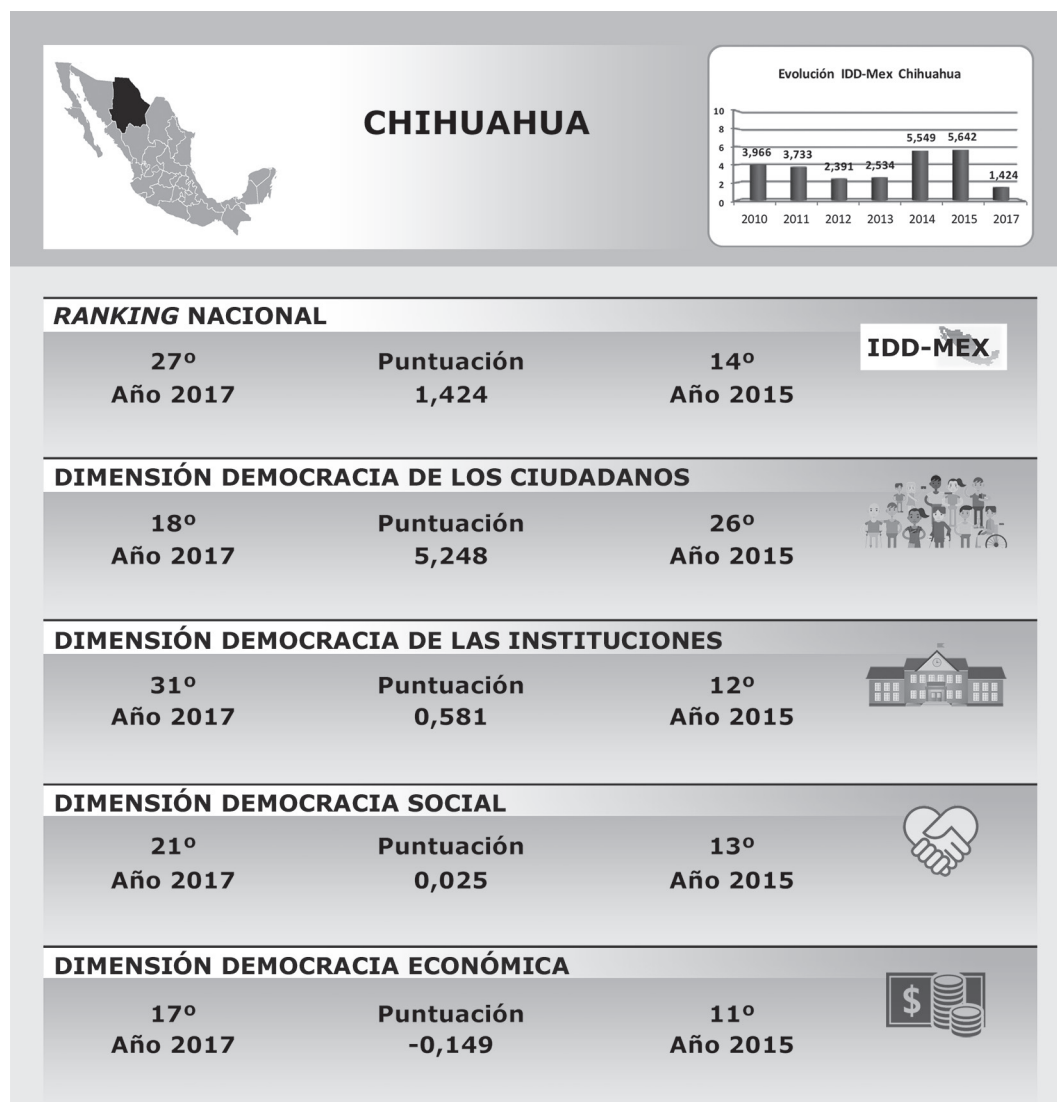 CHIHUAHUA
Evolución IDD-Mex Chihuahua
10
8
6
4
2
0
3,966
3,733
2,391
2,534
5,549
5,642
1,424
2010 2011 2012 2013 2014 2015 2017
RANKING NACIONAL
IDD-MEX
27º Puntuación 14º
Año 2017 1,424 Año 2015
DIMENSIÓN DEMOCRACIA DE LOS CIUDADANOS
18º Puntuación 26º
Año 2017 5,248 Año 2015
DIMENSIÓN DEMOCRACIA DE LAS INSTITUCIONES
31º Puntuación 12º
Año 2017 0,581 Año 2015
DIMENSIÓN DEMOCRACIA SOCIAL
21º Puntuación 13º
Año 2017 0,025 Año 2015
DIMENSIÓN DEMOCRACIA ECONÓMICA
$
17º Puntuación 11º
Año 2017 -0,149 Año 2015